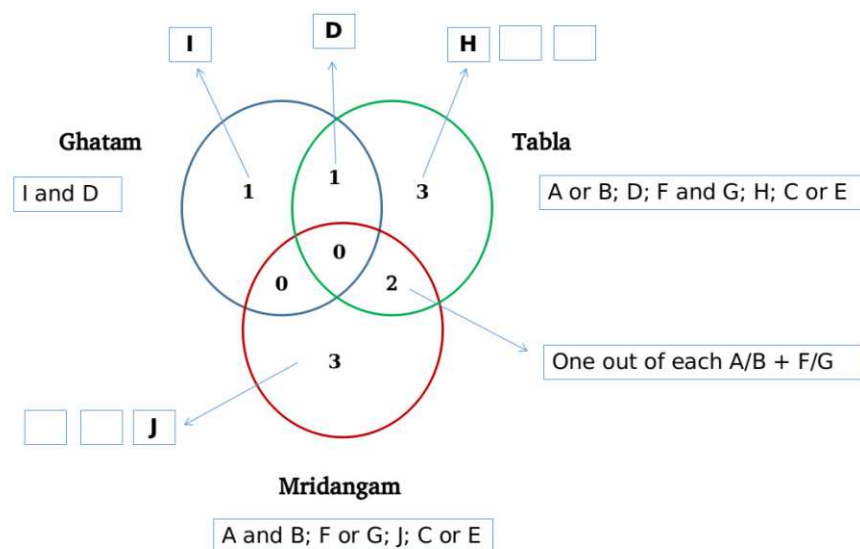 I
D
H
Ghatam
Tabla
I and D
1
1
3
A or B; D; F and G; H; C or E
0
0
2
One out of each A/B + F/G
3
J
Mridangam
A and B; F or G; J; C or E